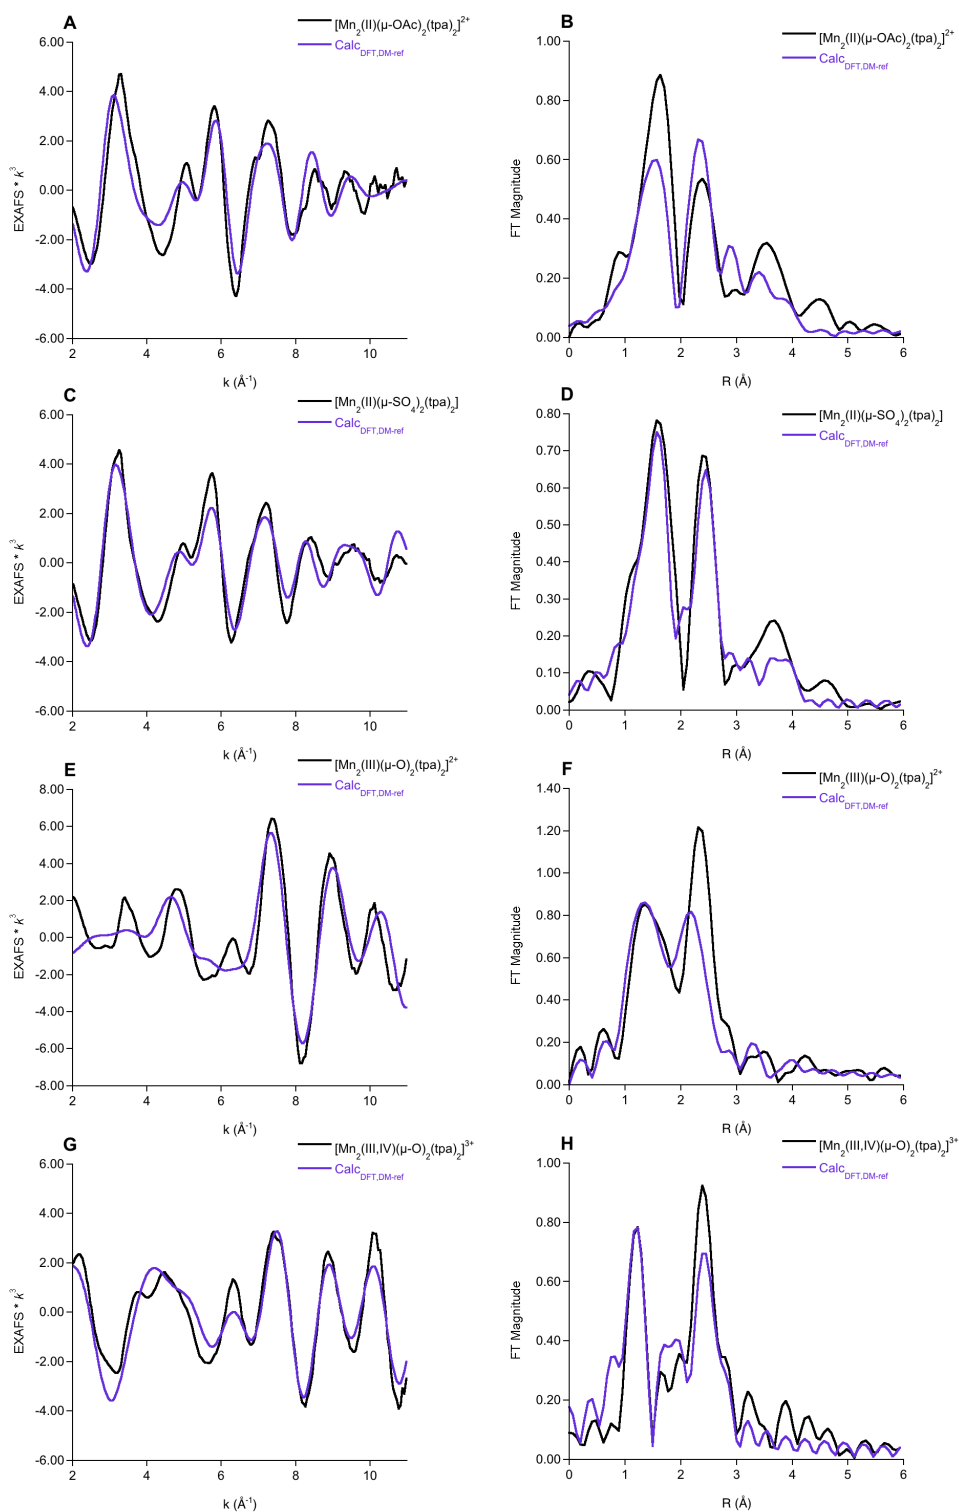 A
[Mn2(II)(μ-OAc)2(tpa)2]2+
CalcDFT,DM-ref
6.00
4.00
2.00
0.00
-2.00
-4.00
-6.00
EXAFS * k3
2
4
6
8
10
k (Å-1)
B
[Mn2(II)(μ-OAc)2(tpa)2]2+
CalcDFT,DM-ref
1.00
0.80
0.60
0.40
0.20
0.00
FT Magnitude
0
1
2
3
4
5
6
R (Å)
C
[Mn2(II)(μ-SO4)2(tpa)2]
CalcDFT,DM-ref
6.00
4.00
2.00
0.00
-2.00
-4.00
-6.00
EXAFS * k3
2
4
6
8
10
k (Å-1)
D
[Mn2(II)(μ-SO4)2(tpa)2]
CalcDFT,DM-ref
0.80
0.70
0.60
0.50
0.40
0.30
0.20
0.10
0.00
FT Magnitude
0
1
2
3
4
5
6
R (Å)
E
[Mn2(III)(μ-O)2(tpa)2]2+
CalcDFT,DM-ref
8.00
6.00
4.00
2.00
0.00
-2.00
-4.00
-6.00
-8.00
EXAFS * k3
2
4
6
8
10
k (Å-1)
F
[Mn2(III)(μ-O)2(tpa)2]2+
CalcDFT,DM-ref
1.40
1.20
1.00
0.80
0.60
0.40
0.20
0.00
FT Magnitude
0
1
2
3
4
5
6
R (Å)
G
[Mn2(III,IV)(μ-O)2(tpa)2]3+
CalcDFT,DM-ref
6.00
4.00
2.00
0.00
-2.00
-4.00
-6.00
EXAFS * k3
2
4
6
8
10
k (Å-1)
H
[Mn2(III,IV)(μ-O)2(tpa)2]3+
CalcDFT,DM-ref
1.00
0.80
0.60
0.40
0.20
0.00
FT Magnitude
0
1
2
3
4
5
6
R (Å)